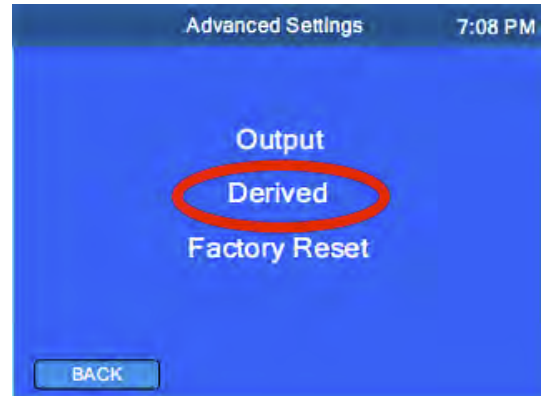 Advanced Settings 7:08 PM
Output
Derived
Factory Reset
BACK